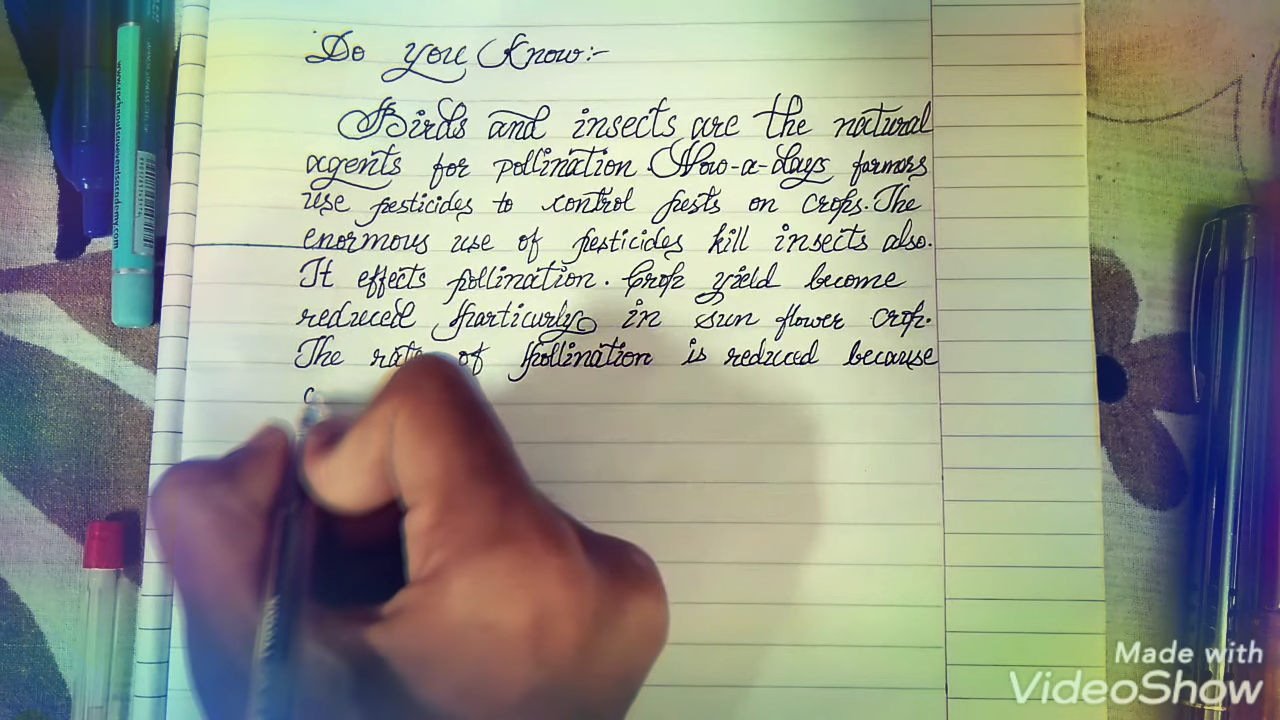 Do you Know:-
Birds and insects are the natural
agents for pollination. Now-a-days farmers
use pesticides to control pests on crops. The
enormous use of pesticides kill insects also.
It effects pollination. Crop yield become
reduced particurly in sun flower crop.
The rate of pollination is reduced because
Made with
VideoShow